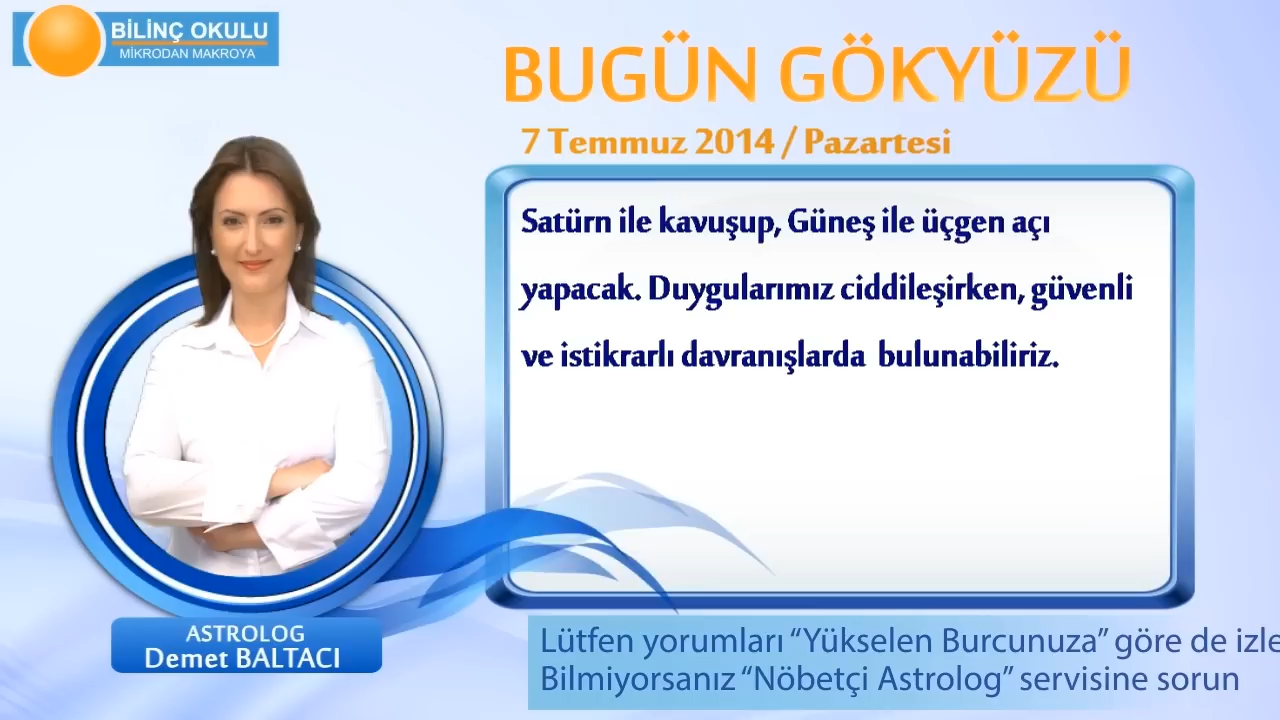 BİLİNÇ OKULU
MİKRODAN MAKROYA
BUGÜN GÖKYÜZÜ
7 Temmuz 2014 / Pazartesi
Satürn ile kavuşup, Güneş ile üçgen açı
yapacak. Duygularımız ciddileşirken, güvenli
ve istikrarlı davranışlarda bulunabiliriz.
ASTROLOG
Demet BALTACI
Lütfen yorumları “Yükselen Burcunuza” göre de izle
Bilmiyorsanız “Nöbetçi Astrolog” servisine sorun